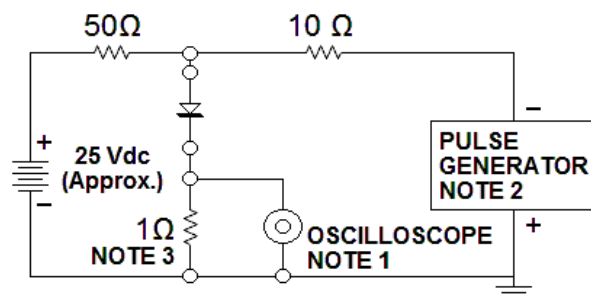 50Ω
10 Ω
+
25 Vdc
(Approx.)
–
–
PULSE
GENERATOR
NOTE 2
+
1Ω
NOTE 3
OSCILLOSCOPE
NOTE 1